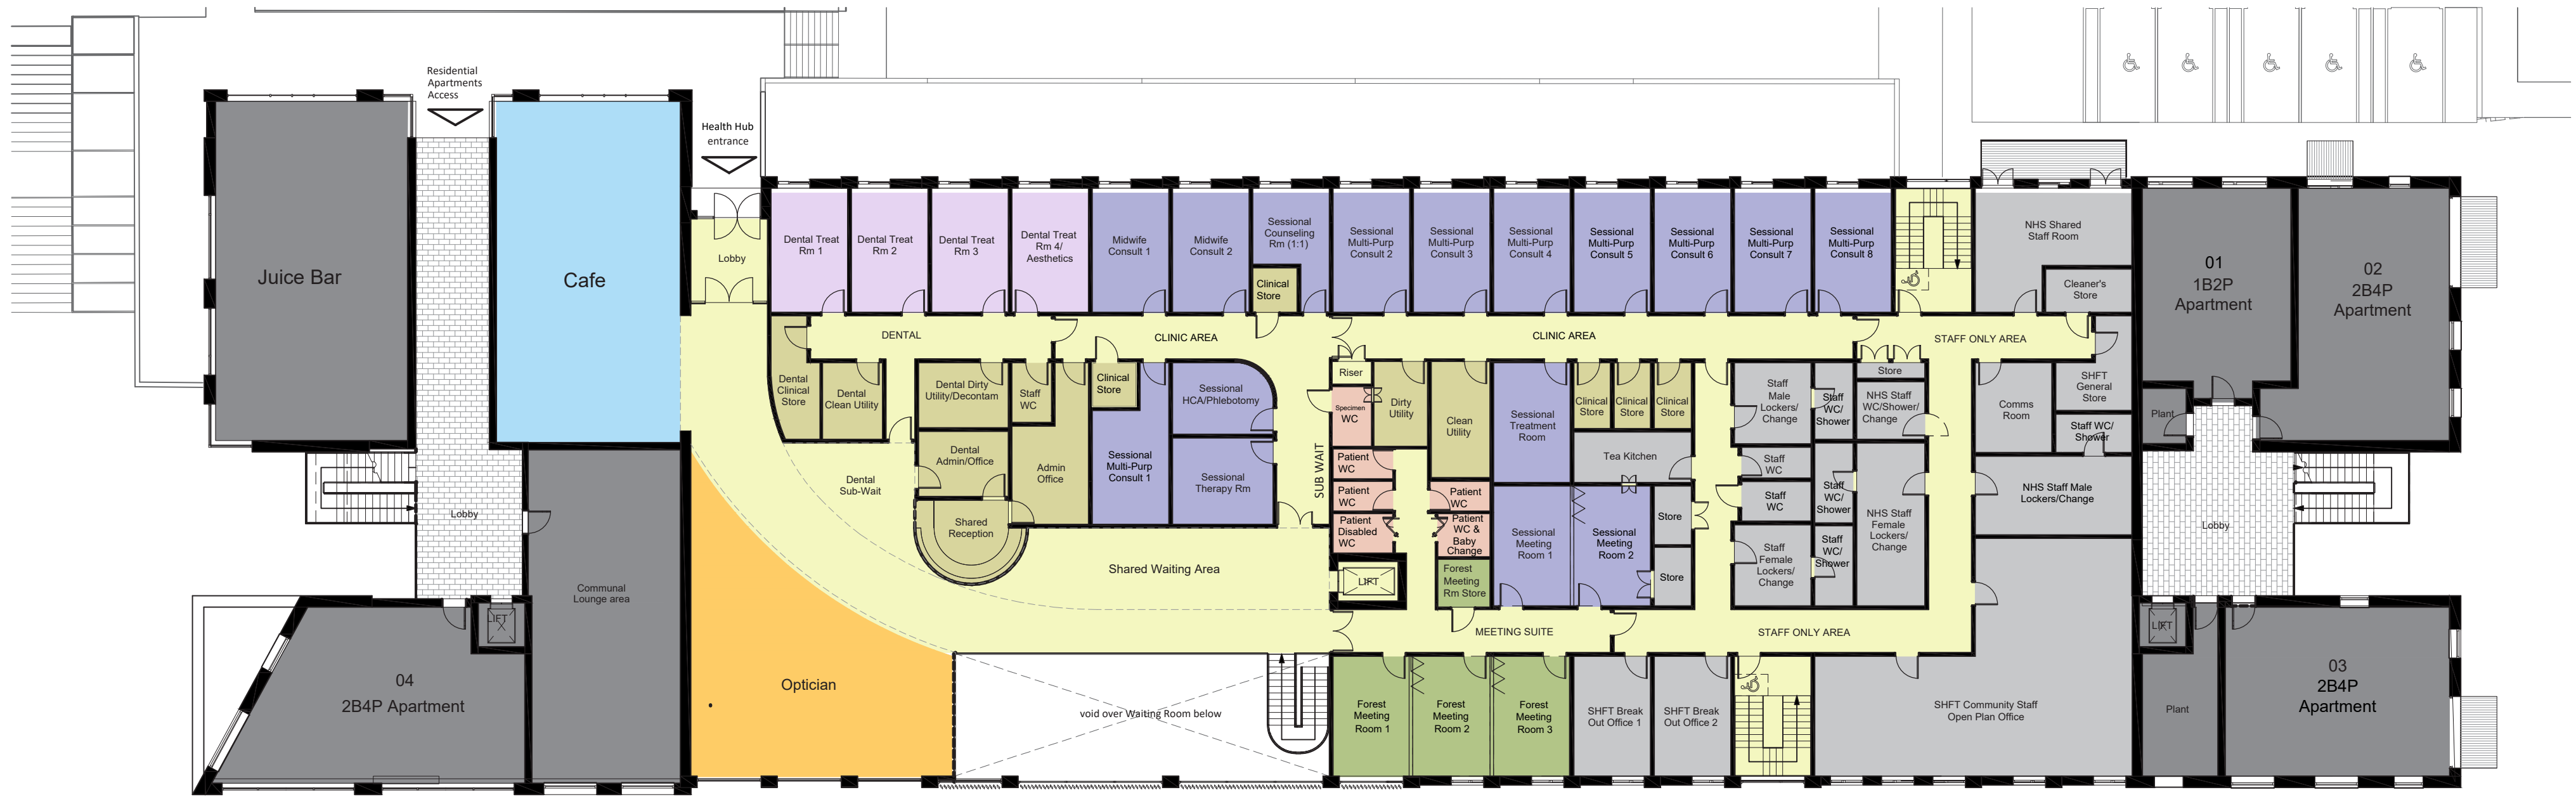 Residential
Apartments
Access
Health Hub
entrance
Juice Bar
Cafe
Lobby
Dental Treat
Rm 1
Dental Treat
Rm 2
Dental Treat
Rm 3
Dental Treat
Rm 4/
Aesthetics
Midwife
Consult 1
Midwife
Consult 2
Sessional
Counseling
Rm (1:1)
Clinical
Store
Sessional
Multi-Purp
Consult 2
Sessional
Multi-Purp
Consult 3
Sessional
Multi-Purp
Consult 4
Sessional
Multi-Purp
Consult 5
Sessional
Multi-Purp
Consult 6
Sessional
Multi-Purp
Consult 7
Sessional
Multi-Purp
Consult 8
NHS Shared
Staff Room
Cleaner's
Store
01
1B2P
Apartment
02
2B4P
Apartment
DENTAL
CLINIC AREA
CLINIC AREA
STAFF ONLY AREA
Dental
Clinical
Store
Dental
Clean Utility
Dental Dirty
Utility/Decontam
Staff
WC
Clinical
Store
Sessional
HCA/Phlebotomy
Riser
Specimen
WC
Dirty
Utility
Clean
Utility
Sessional
Treatment
Room
Clinical
Store
Clinical
Store
Clinical
Store
Staff
Male
Lockers/
Change
Staff
WC/
Shower
Store
NHS Staff
WC/Shower/
Change
Comms
Room
SHFT
General
Store
Staff WC/
Shower
Plant
Dental
Admin/Office
Admin
Office
Sessional
Multi-Purp
Consult 1
Sessional
Therapy Rm
SUB WAIT
Patient
WC
Patient
WC
Patient
Disabled
WC
Patient
WC
Patient
WC &
Baby
Change
Tea Kitchen
Staff
WC
Staff
WC
Staff
WC/
Shower
NHS Staff
Female
Lockers/
Change
NHS Staff Male
Lockers/Change
Dental
Sub-Wait
Lobby
Shared
Reception
Sessional
Meeting
Room 1
Sessional
Meeting
Room 2
Store
Store
Staff
Female
Lockers/
Change
Staff
WC/
Shower
Lobby
Communal
Lounge area
Shared Waiting Area
LIFT
Forest
Meeting
Rm Store
LIFT
MEETING SUITE
STAFF ONLY AREA
LIFT
04
2B4P Apartment
Optician
void over Waiting Room below
Forest
Meeting
Room 1
Forest
Meeting
Room 2
Forest
Meeting
Room 3
SHFT Break
Out Office 1
SHFT Break
Out Office 2
SHFT Community Staff
Open Plan Office
Plant
03
2B4P
Apartment